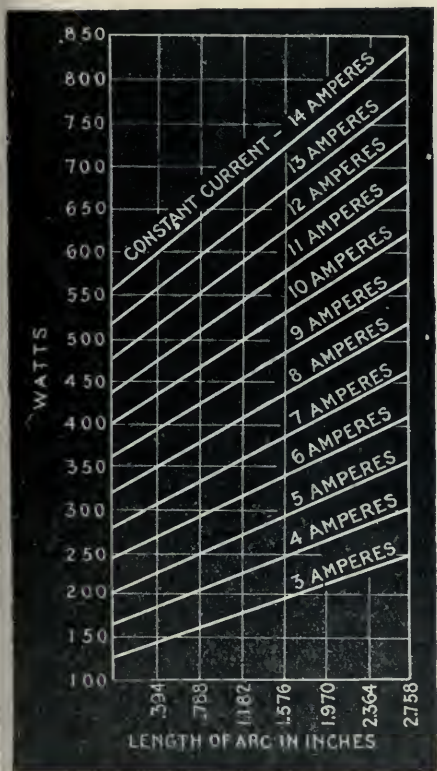 .850
800
750
700
650
600
550
500
450
400
350
300
250
200
150
100
WATTS
CONSTANT CURRENT - 14 AMPERES
13 AMPERES
12 AMPERES
11 AMPERES
10 AMPERES
9 AMPERES
8 AMPERES
7 AMPERES
6 AMPERES
5 AMPERES
4 AMPERES
3 AMPERES
.394
.788
1.182
1.576
1.970
2.364
2.758
LENGTH OF ARC IN INCHES